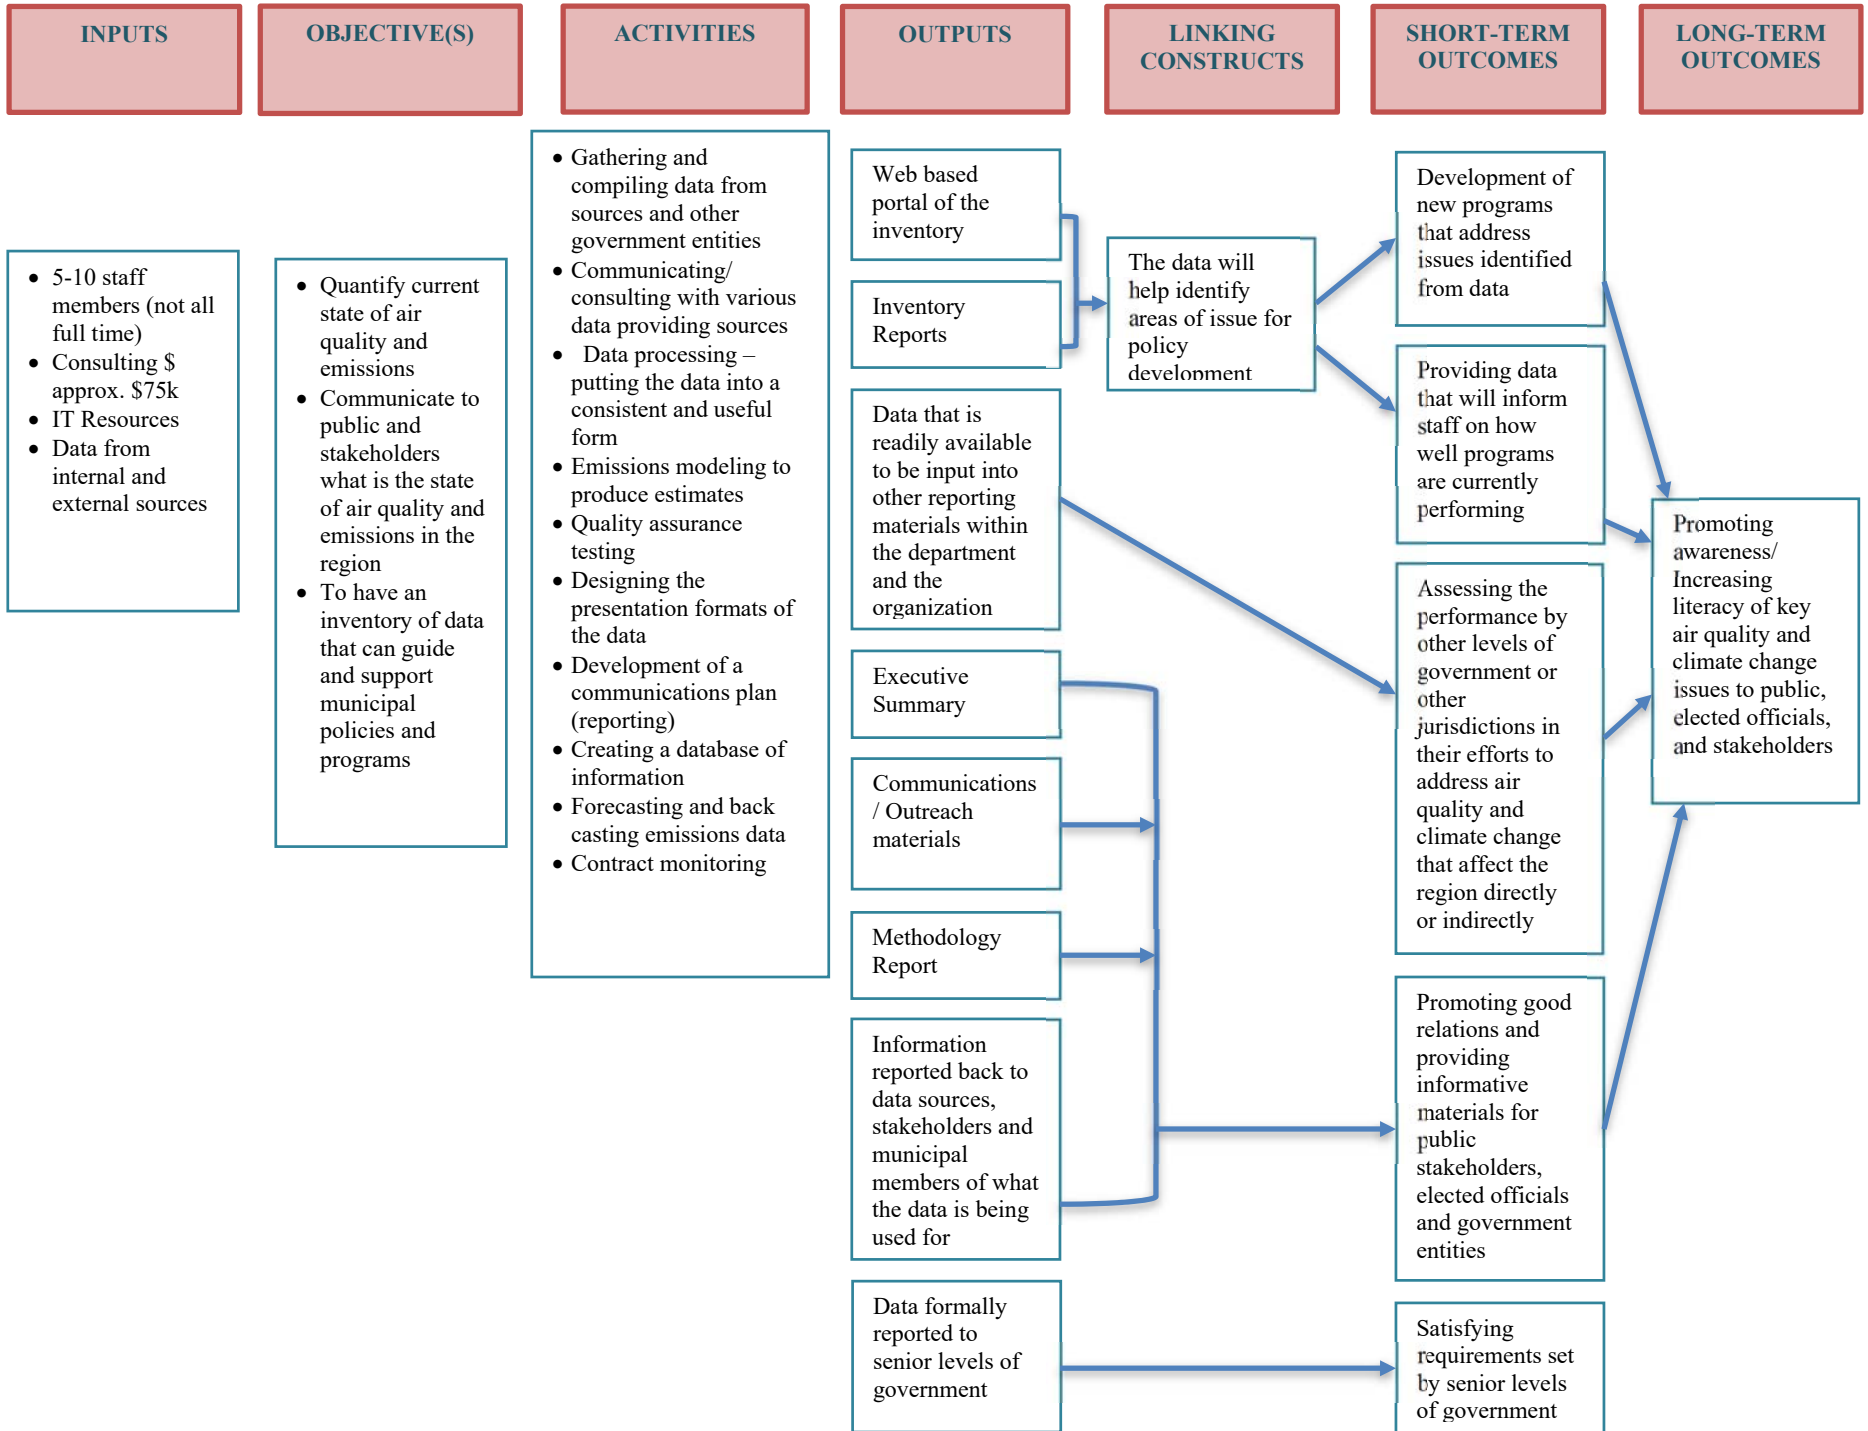 INPUTS
OBJECTIVE(S)
ACTIVITIES
OUTPUTS
LINKING
CONSTRUCTS
SHORT-TERM
OUTCOMES
LONG-TERM
OUTCOMES
• 5-10 staff
members (not all
full time)
• Consulting $
approx. $75k
• IT Resources
• Data from
internal and
external sources
• Quantify current
state of air
quality and
emissions
• Communicate to
public and
stakeholders
what is the state
of air quality and
emissions in the
region
• To have an
inventory of data
that can guide
and support
municipal
policies and
programs
• Gathering and
compiling data from
sources and other
government entities
• Communicating/
consulting with various
data providing sources
• Data processing –
putting the data into a
consistent and useful
form
• Emissions modeling to
produce estimates
• Quality assurance
testing
• Designing the
presentation formats of
the data
• Development of a
communications plan
(reporting)
• Creating a database of
information
• Forecasting and back
casting emissions data
• Contract monitoring
Web based
portal of the
inventory
Inventory
Reports
Data that is
readily available
to be input into
other reporting
materials within
the department
and the
organization
Executive
Summary
Communications
/ Outreach
materials
Methodology
Report
Information
reported back to
data sources,
stakeholders and
municipal
members of what
the data is being
used for
Data formally
reported to
senior levels of
government
The data will
help identify
areas of issue for
policy
development
Development of
new programs
that address
issues identified
from data
Providing data
that will inform
staff on how
well programs
are currently
performing
Assessing the
performance by
other levels of
government or
other
jurisdictions in
their efforts to
address air
quality and
climate change
that affect the
region directly
or indirectly
Promoting good
relations and
providing
informative
materials for
public
stakeholders,
elected officials
and government
entities
Satisfying
requirements set
by senior levels
of government
Promoting
awareness/
Increasing
literacy of key
air quality and
climate change
issues to public,
elected officials,
and stakeholders